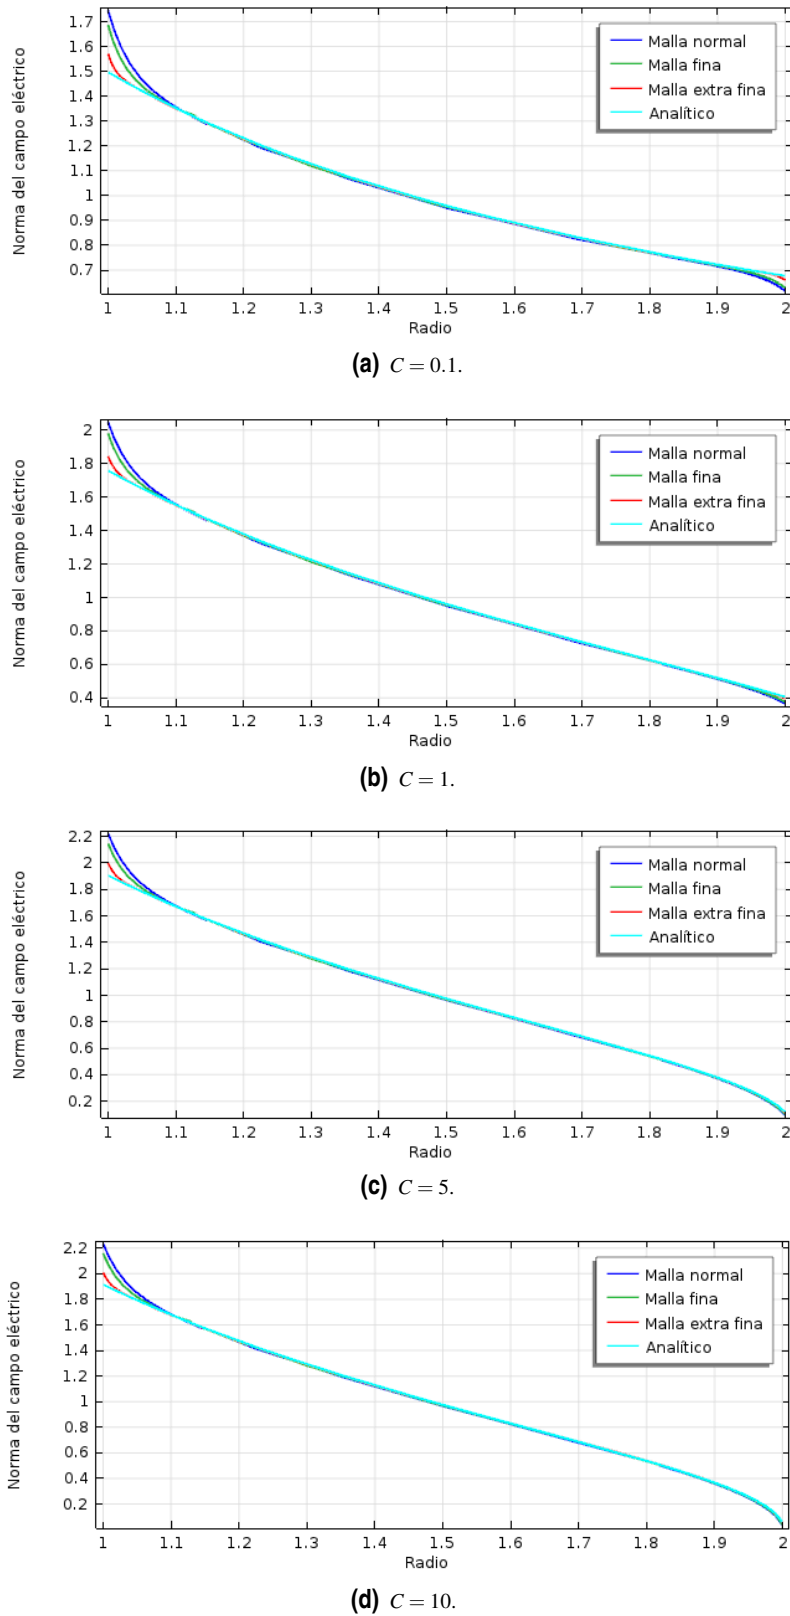 1.7
1.6
1.5
1.4
1.3
1.2
1.1
1
0.9
0.8
0.7
Norma del campo eléctrico
Malla normal
Malla fina
Malla extra fina
Analítico
1 1.1 1.2 1.3 1.4 1.5 1.6 1.7 1.8 1.9 2
Radio
(a) C = 0.1.
2
1.8
1.6
1.4
1.2
1
0.8
0.6
0.4
Norma del campo eléctrico
Malla normal
Malla fina
Malla extra fina
Analítico
1 1.1 1.2 1.3 1.4 1.5 1.6 1.7 1.8 1.9 2
Radio
(b) C = 1.
2.2
2
1.8
1.6
1.4
1.2
1
0.8
0.6
0.4
0.2
Norma del campo eléctrico
Malla normal
Malla fina
Malla extra fina
Analítico
1 1.1 1.2 1.3 1.4 1.5 1.6 1.7 1.8 1.9 2
Radio
(c) C = 5.
2.2
2
1.8
1.6
1.4
1.2
1
0.8
0.6
0.4
0.2
Norma del campo eléctrico
Malla normal
Malla fina
Malla extra fina
Analítico
1 1.1 1.2 1.3 1.4 1.5 1.6 1.7 1.8 1.9 2
Radio
(d) C = 10.